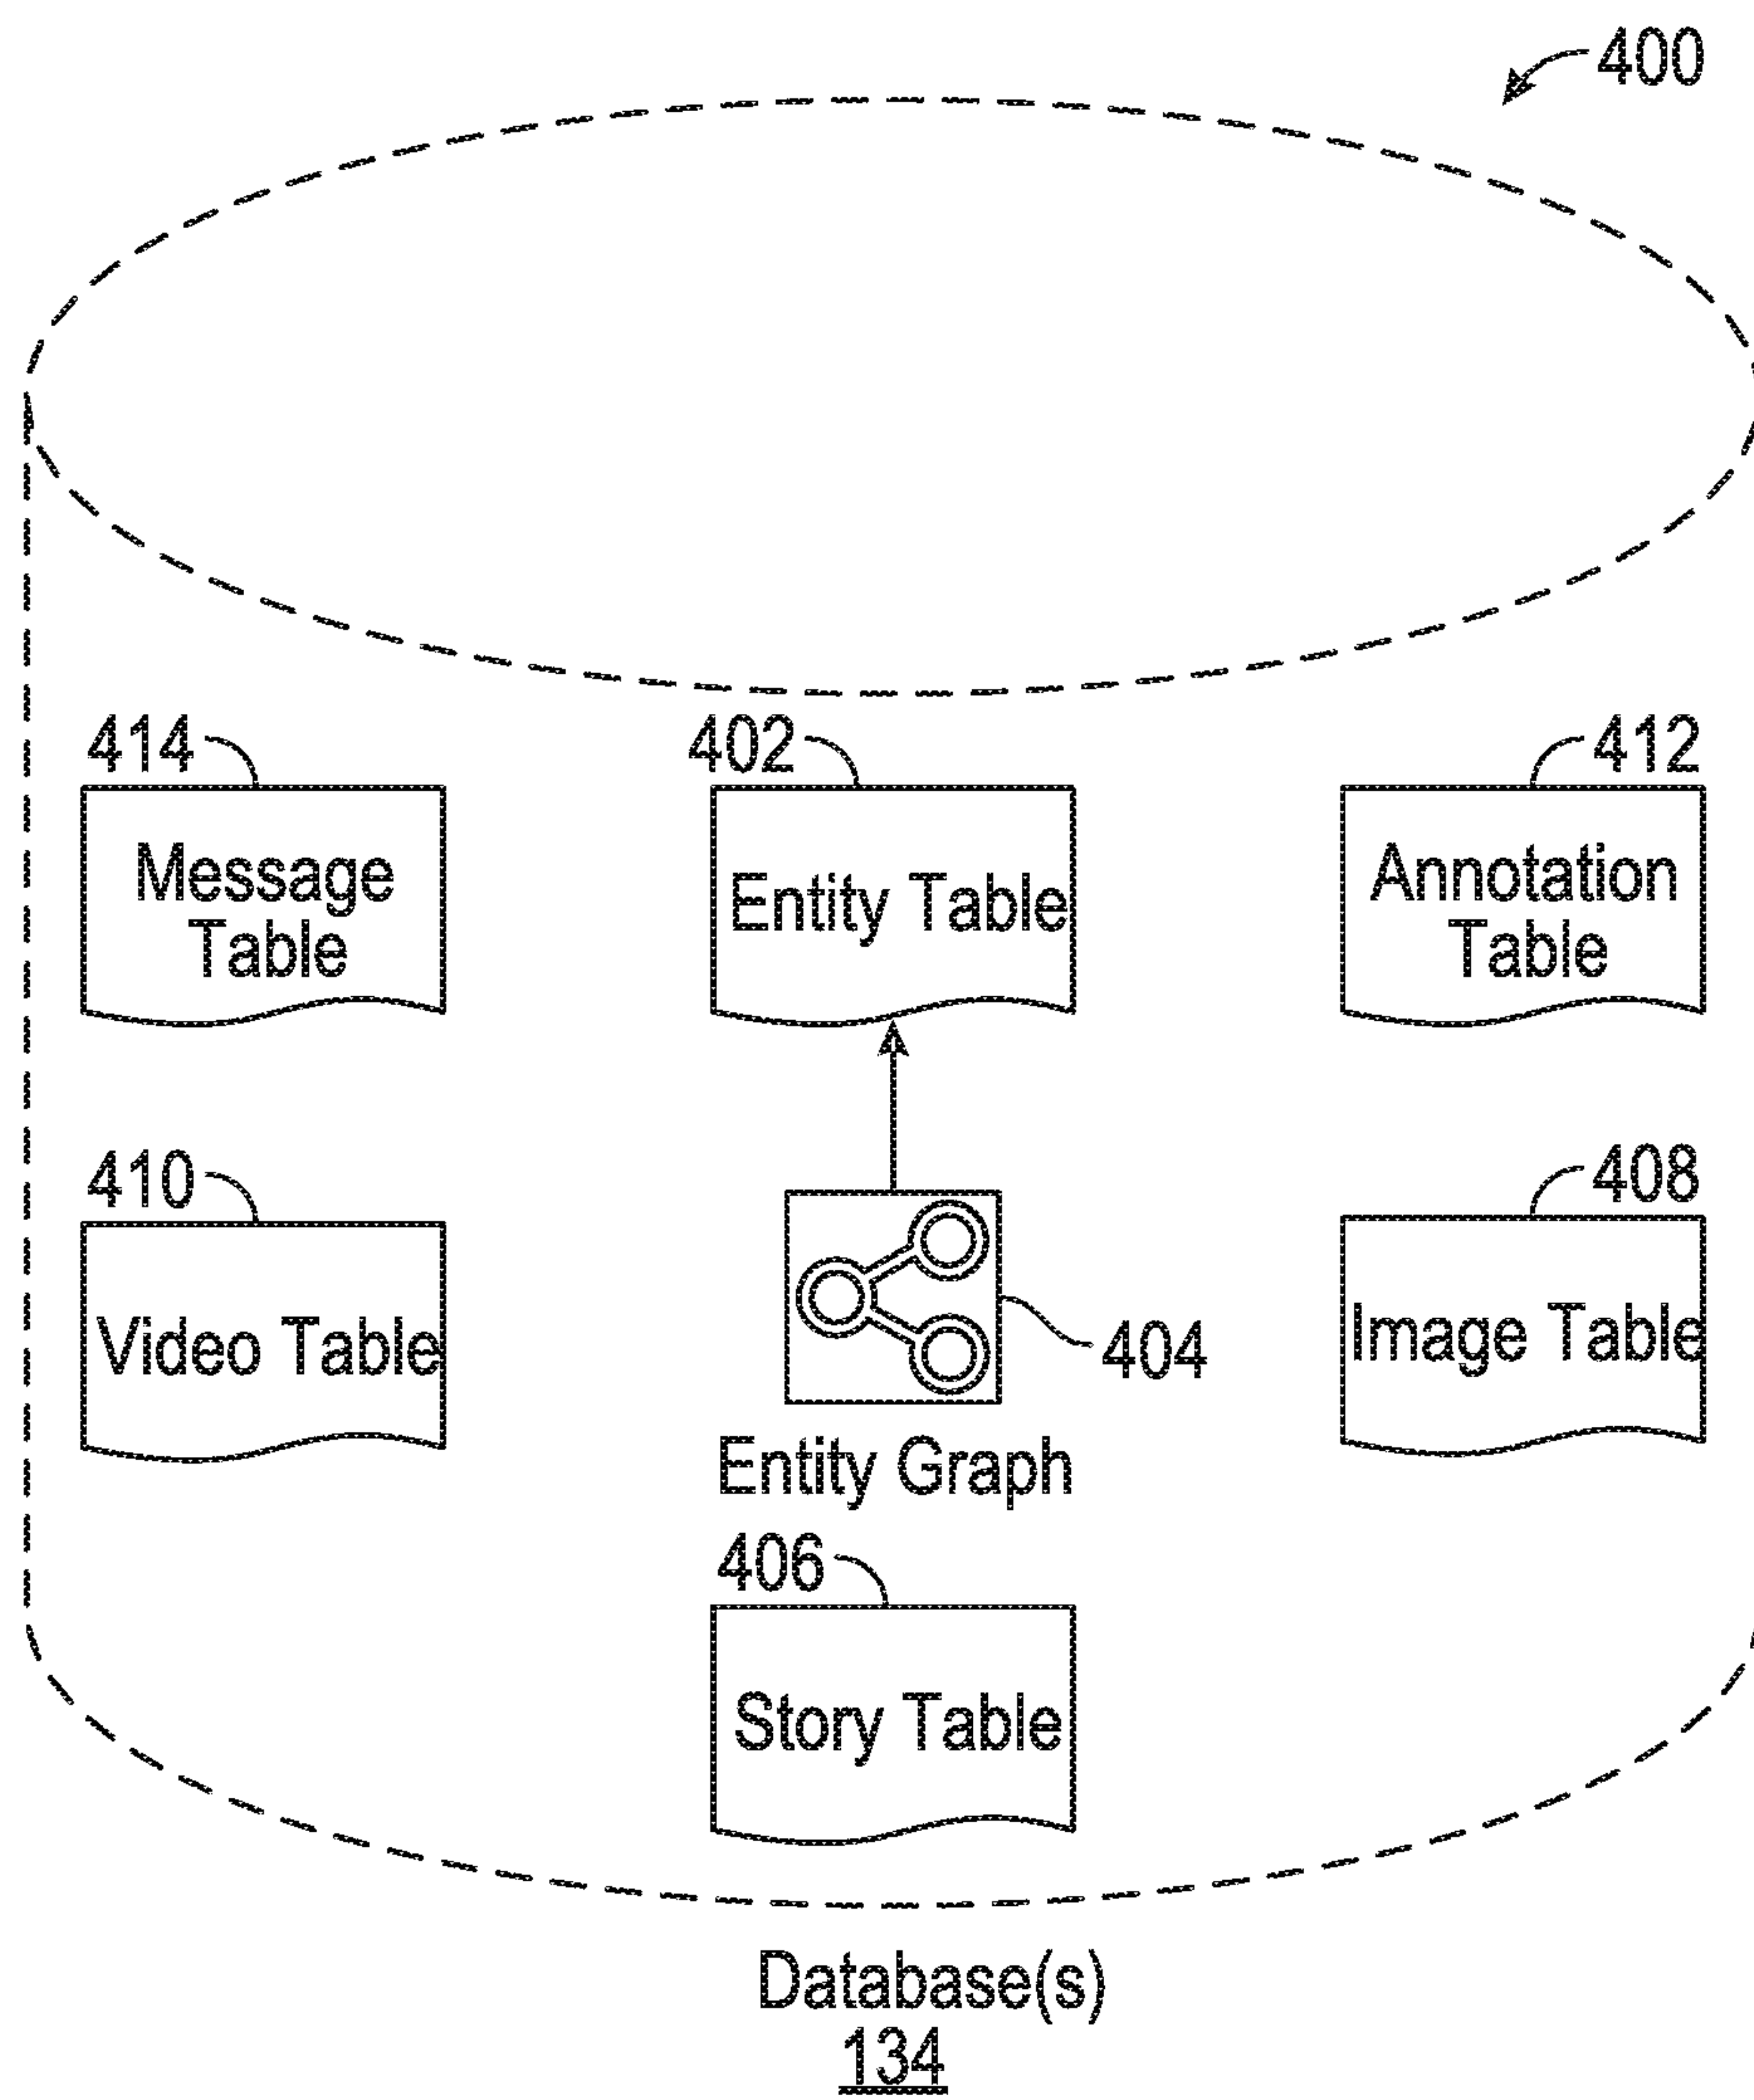 400
414
402
412
Message
Table
Entity Table
Annotation
Table
410
408
Video Table
404
Image Table
Entity Graph
406
Story Table
Database(s)
134